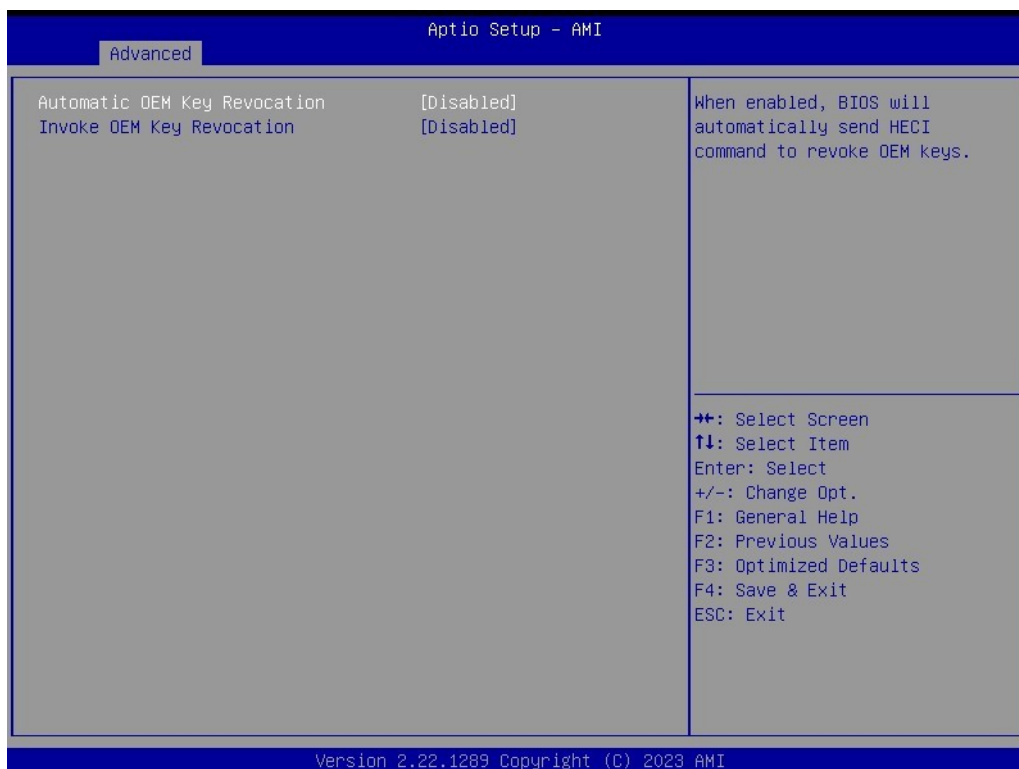 Aptio Setup - AMI
Advanced
Automatic OEM Key Revocation [Disabled]
Invoke OEM Key Revocation [Disabled]
When enabled, BIOS will
automatically send HECI
command to revoke OEM keys.
→←: Select Screen
↑↓: Select Item
Enter: Select
+/-: Change Opt.
F1: General Help
F2: Previous Values
F3: Optimized Defaults
F4: Save & Exit
ESC: Exit
Version 2.22.1289 Copyright (C) 2023 AMI